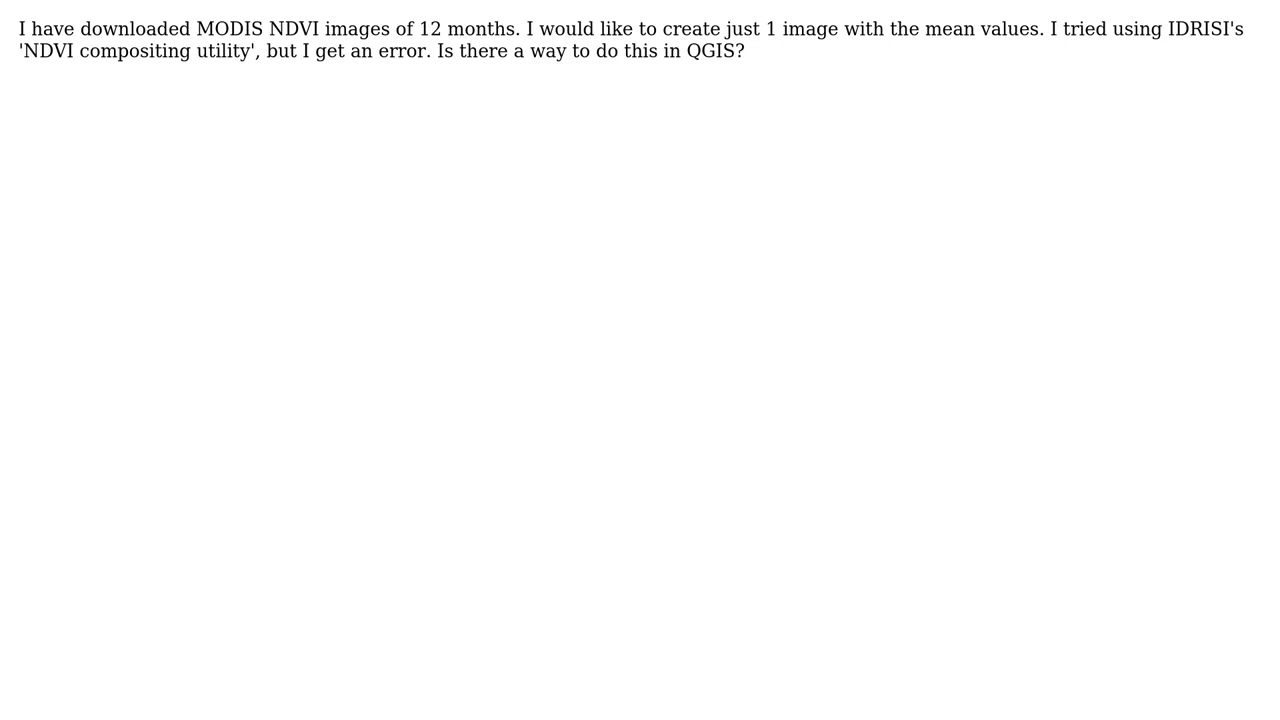 I have downloaded MODIS NDVI images of 12 months. I would like to create just 1 image with the mean values. I tried using IDRISI's
'NDVI compositing utility', but I get an error. Is there a way to do this in QGIS?